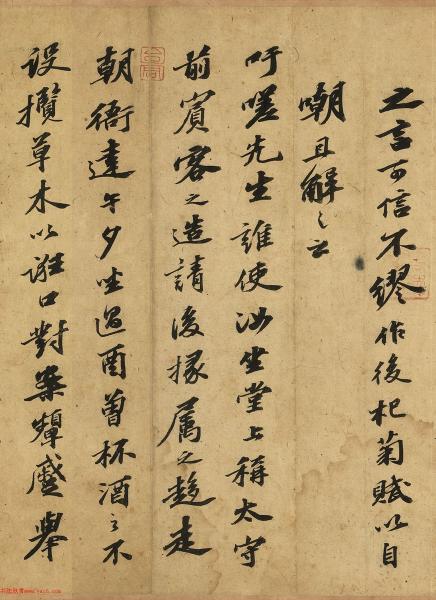 之言可信不繆作後杞菊賦以自
嘲且解之云
吁嗟先生誰使汝坐堂上稱太守
前賓客之造請後掾屬之趨走
朝衙達午夕坐過酉曾杯酒之不
設攬草木以誑口對案顰蹙舉